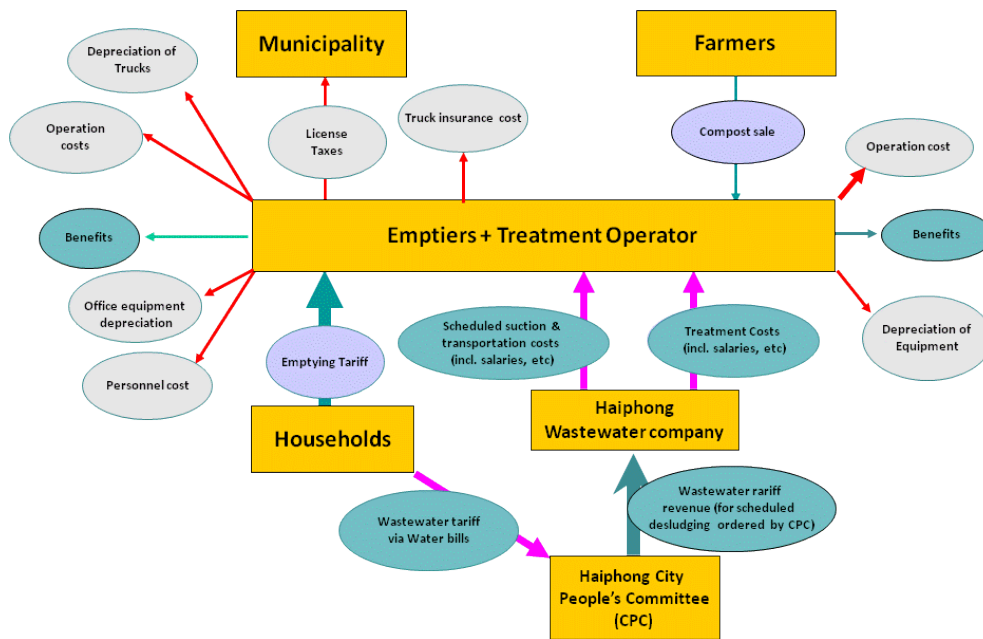 Municipality
Farmers
Depreciation of
Trucks
Operation
costs
License
Taxes
Truck insurance cost
Compost sale
Operation cost
Emptiers + Treatment Operator
Benefits
Benefits
Office equipment
depreciation
Personnel cost
Emptying Tariff
Scheduled suction &
transportation costs
(incl. salaries, etc)
Treatment Costs
(incl. salaries, etc)
Depreciation of
Equipment
Households
Haiphong
Wastewater company
Wastewater tariff
via Water bills
Wastewater rariff
revenue (for scheduled
desludging ordered by CPC)
Haiphong City
People's Committee
(CPC)